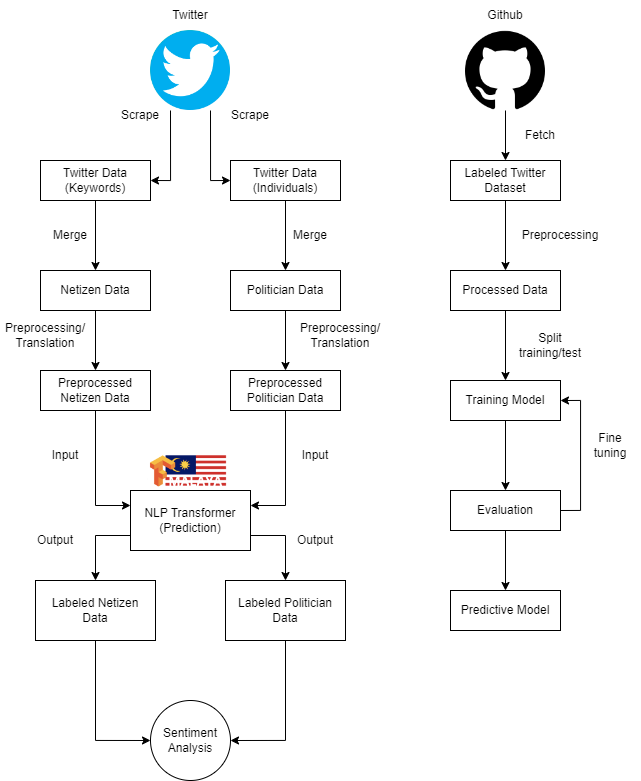 Twitter
Github
Scrape
Scrape
Fetch
Twitter Data
(Keywords)
Twitter Data
(Individuals)
Labeled Twitter
Dataset
Merge
Merge
Preprocessing
Netizen Data
Politician Data
Processed Data
Preprocessing/
Translation
Preprocessing/
Translation
Split
training/test
Preprocessed
Netizen Data
Preprocessed
Politician Data
Training Model
Input
Input
Fine
tuning
MALAYA
NLP Transformer
(Prediction)
Evaluation
Output
Output
Labeled Netizen
Data
Labeled Politician
Data
Predictive Model
Sentiment
Analysis